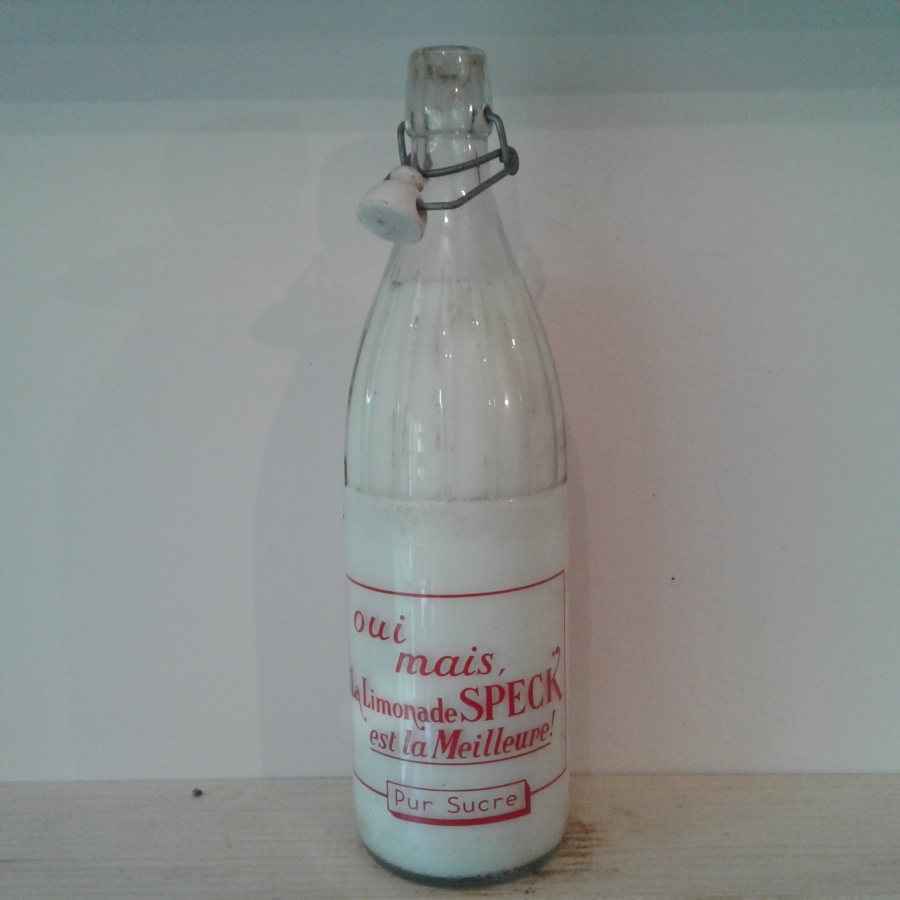 oui
mais,
La Limonade SPECK
est la Meilleure!
Pur Sucre